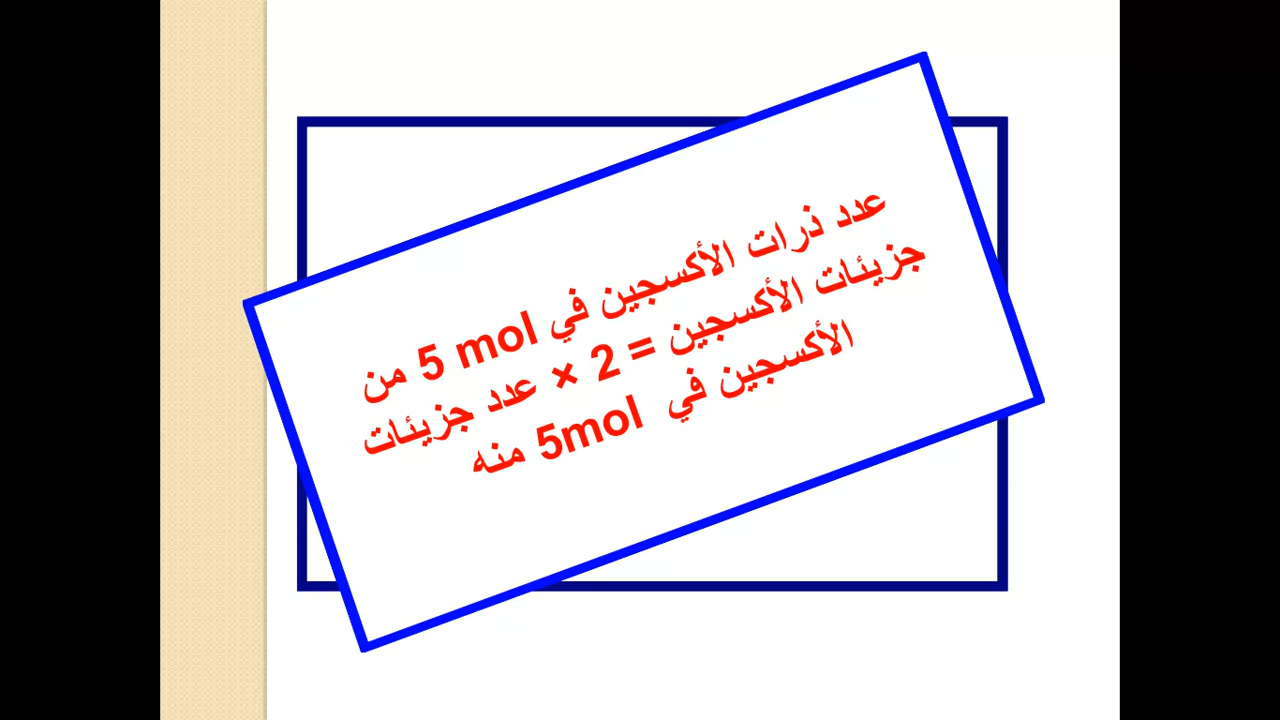 عدد ذرات الأكسجين في 5 mol من
جزيئات الأكسجين = 2 × عدد جزيئات
الأكسجين في 5mol منه